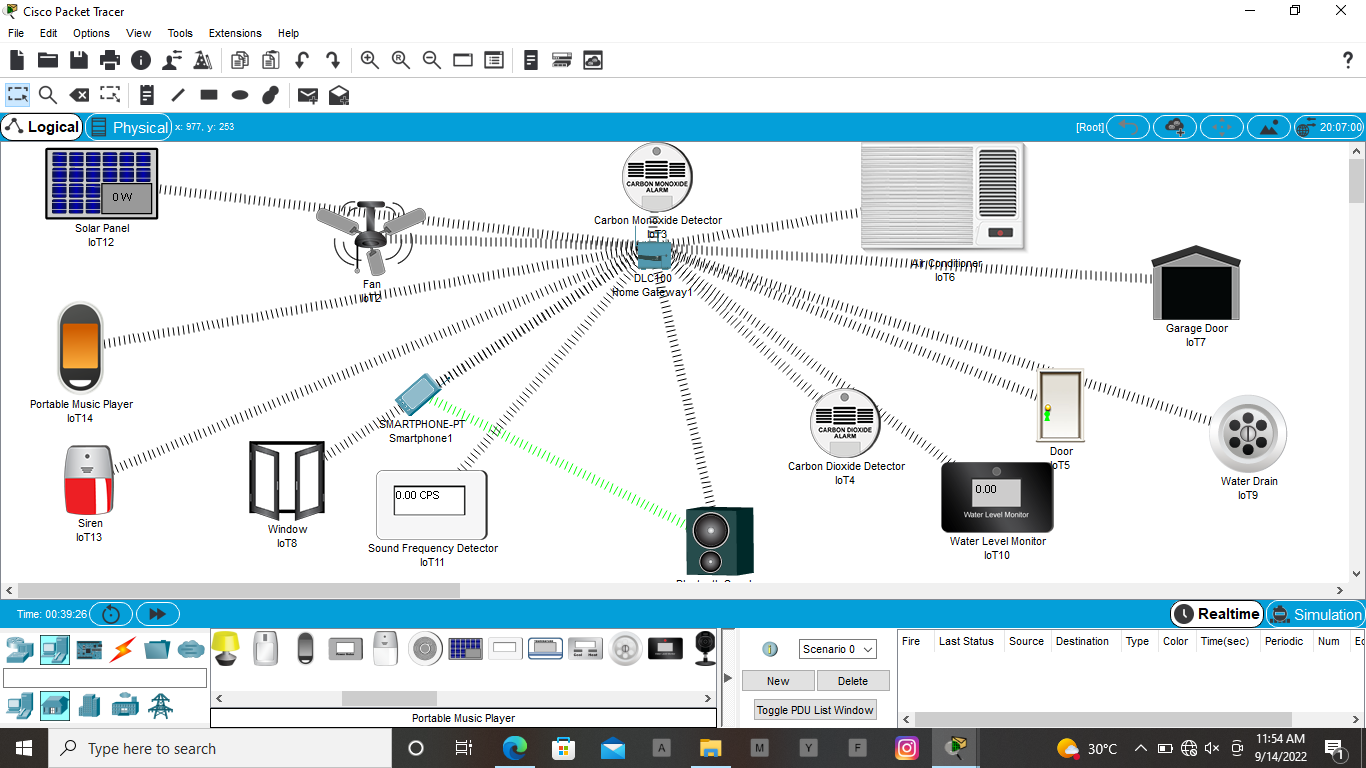 Cisco Packet Tracer
File Edit Options View Tools Extensions Help
Logical
Physical
x: 977, y: 253
[Root]
20:07:00
0 W
Solar Panel
IoT12
Fan
IoT2
CARBON MONOXIDE
ALARM
Carbon Monoxide Detector
IoT3
DLC100
Home Gateway1
Air Conditioner
IoT6
Garage Door
IoT7
Portable Music Player
IoT14
SMARTPHONE-PT
Smartphone1
Siren
IoT13
Window
IoT8
0.00 CPS
Sound Frequency Detector
IoT11
CARBON DIOXIDE
ALARM
Carbon Dioxide Detector
IoT4
Door
IoT5
0.00
Water Level Monitor
Water Level Monitor
IoT10
Water Drain
IoT9
Time: 00:39:26
Realtime
Simulation
Scenario 0
New
Delete
Toggle PDU List Window
Fire Last Status Source Destination Type Color Time(sec) Periodic Num
Portable Music Player
Type here to search
A
M
Y
F
30°C
11:54 AM
9/14/2022
1